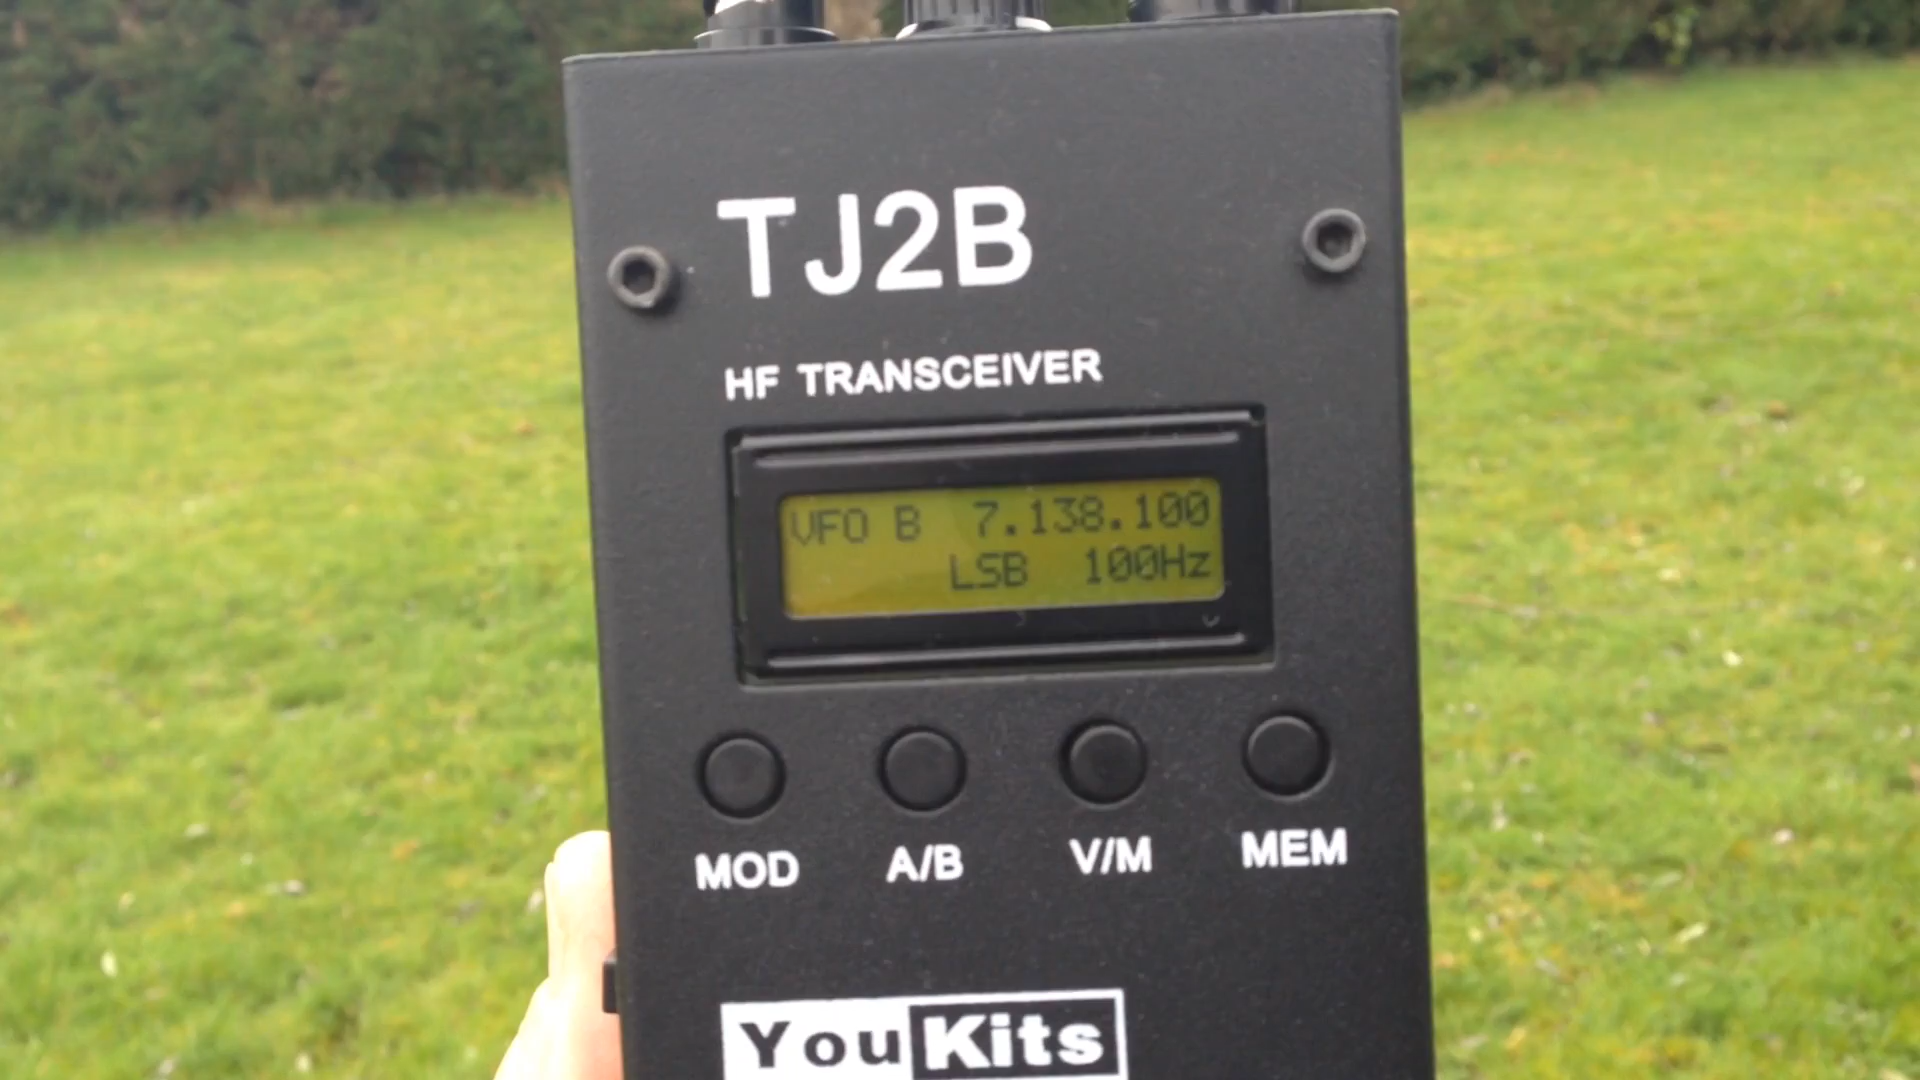 TJ2B
HF TRANSCEIVER
VFO B 7.138.100
LSB 100Hz
MOD A/B V/M MEM
YouKits